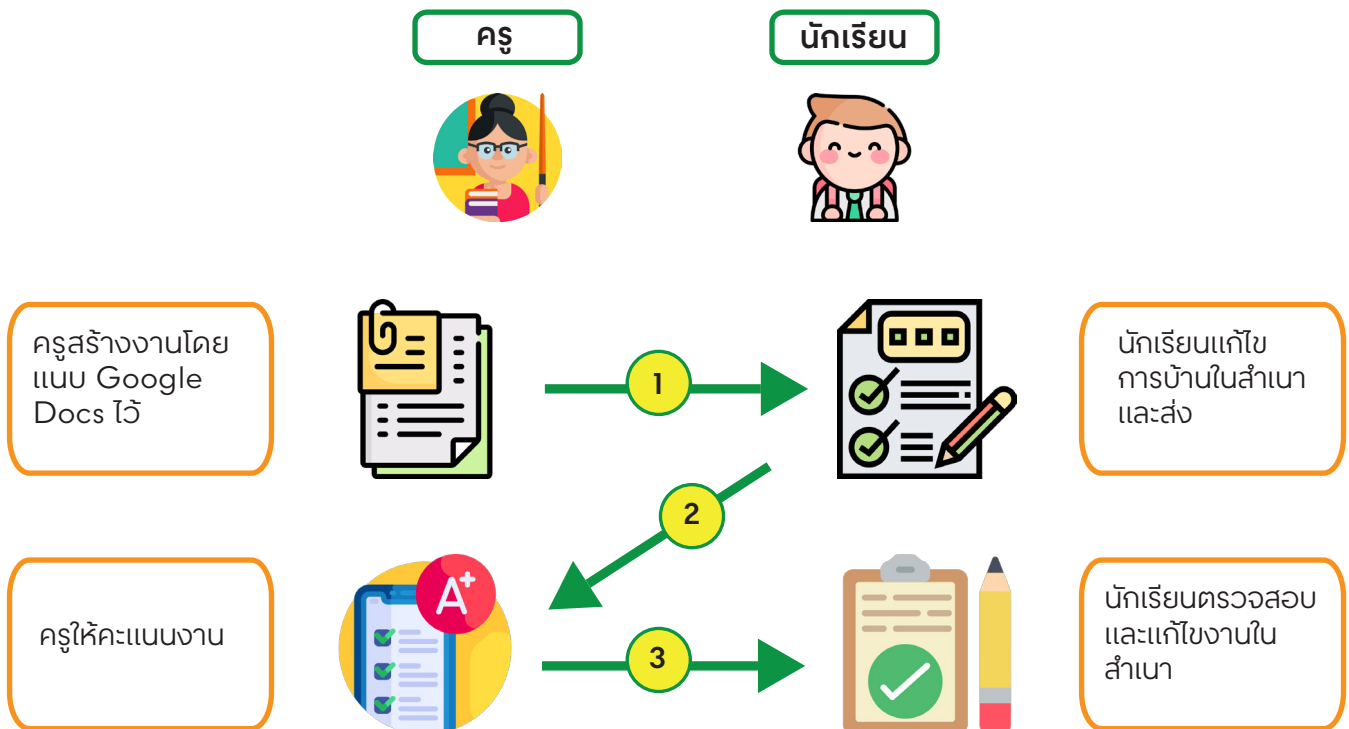 ครู
นักเรียน
ครูสร้างงานโดย
แนบ Google
Docs ไว้
1
นักเรียนแก้ไข
การบ้านในสำเนา
และส่ง
2
ครูให้คะแนนงาน
A+
3
นักเรียนตรวจสอบ
และแก้ไขงานใน
สำเนา